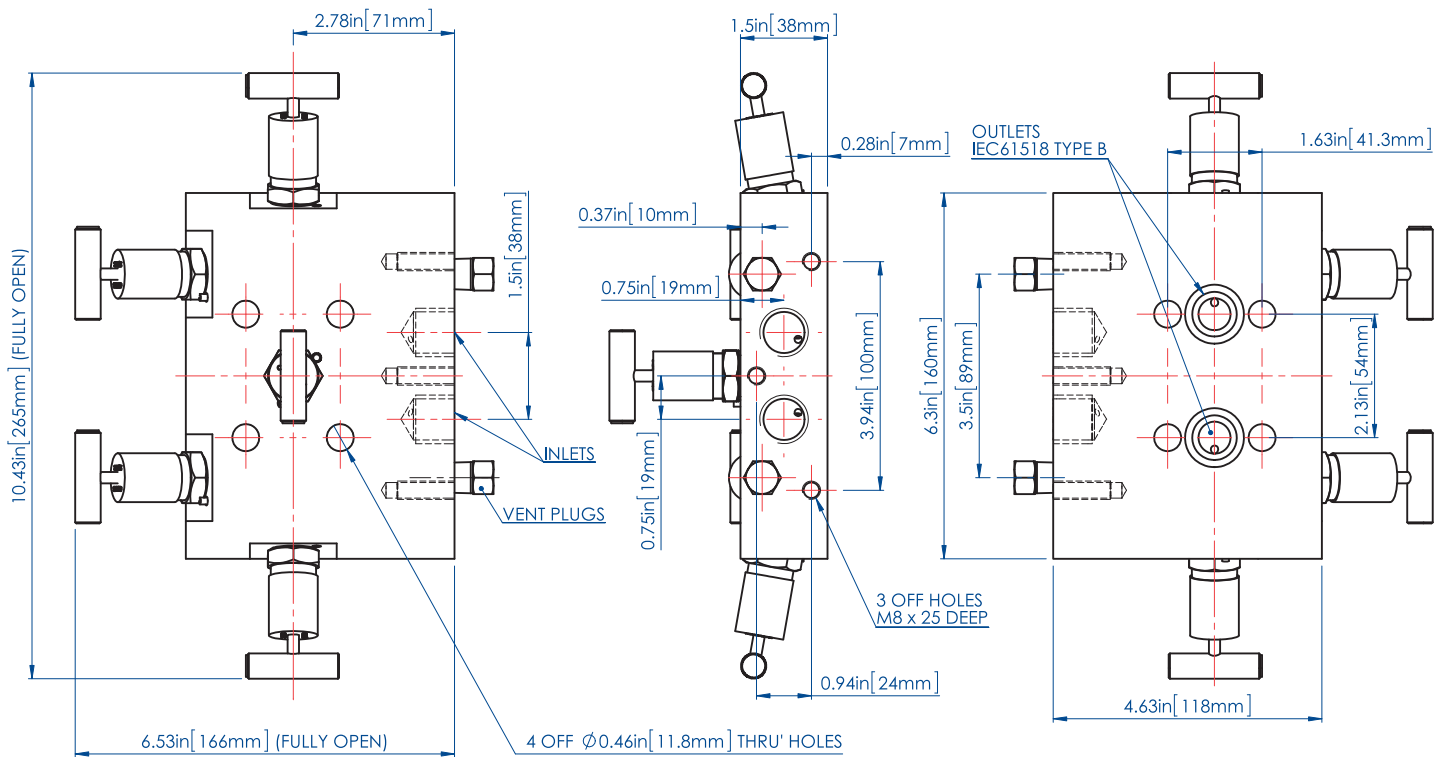 2.78in[71mm]
10.43in[265mm] (FULLY OPEN)
1.5in[38mm]
INLETS
VENT PLUGS
6.53in[166mm] (FULLY OPEN)
4 OFF Ø0.46in[11.8mm] THRU' HOLES
1.5in[38mm]
0.28in[7mm]
0.37in[10mm]
0.75in[19mm]
3.94in[100mm]
0.75in[19mm]
3 OFF HOLES
M8 x 25 DEEP
0.94in[24mm]
OUTLETS
IEC61518 TYPE B
1.63in[41.3mm]
6.3in[160mm]
3.5in[89mm]
2.13in[54mm]
4.63in[118mm]